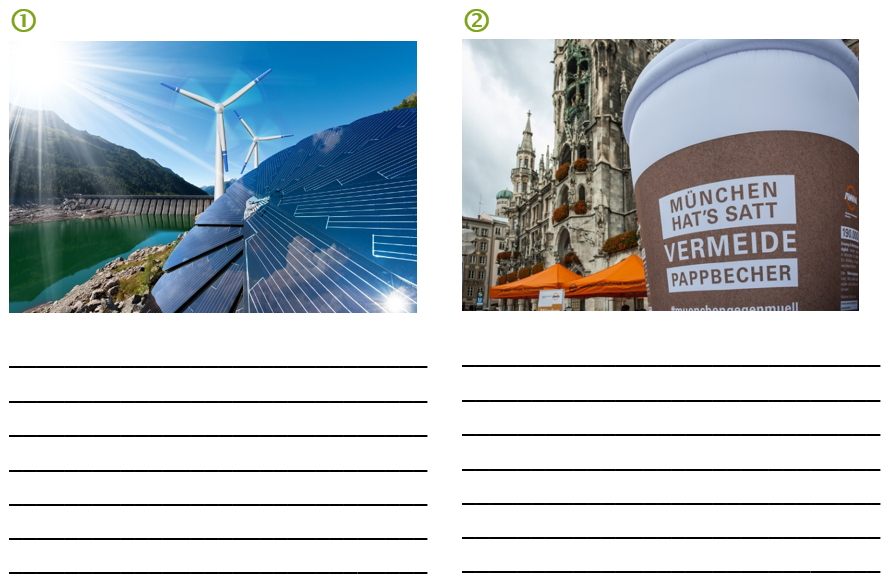 ①
②
MÜNCHEN
HAT'S SATT
VERMEIDE
PAPPBECHER
#muenchengegenmuell